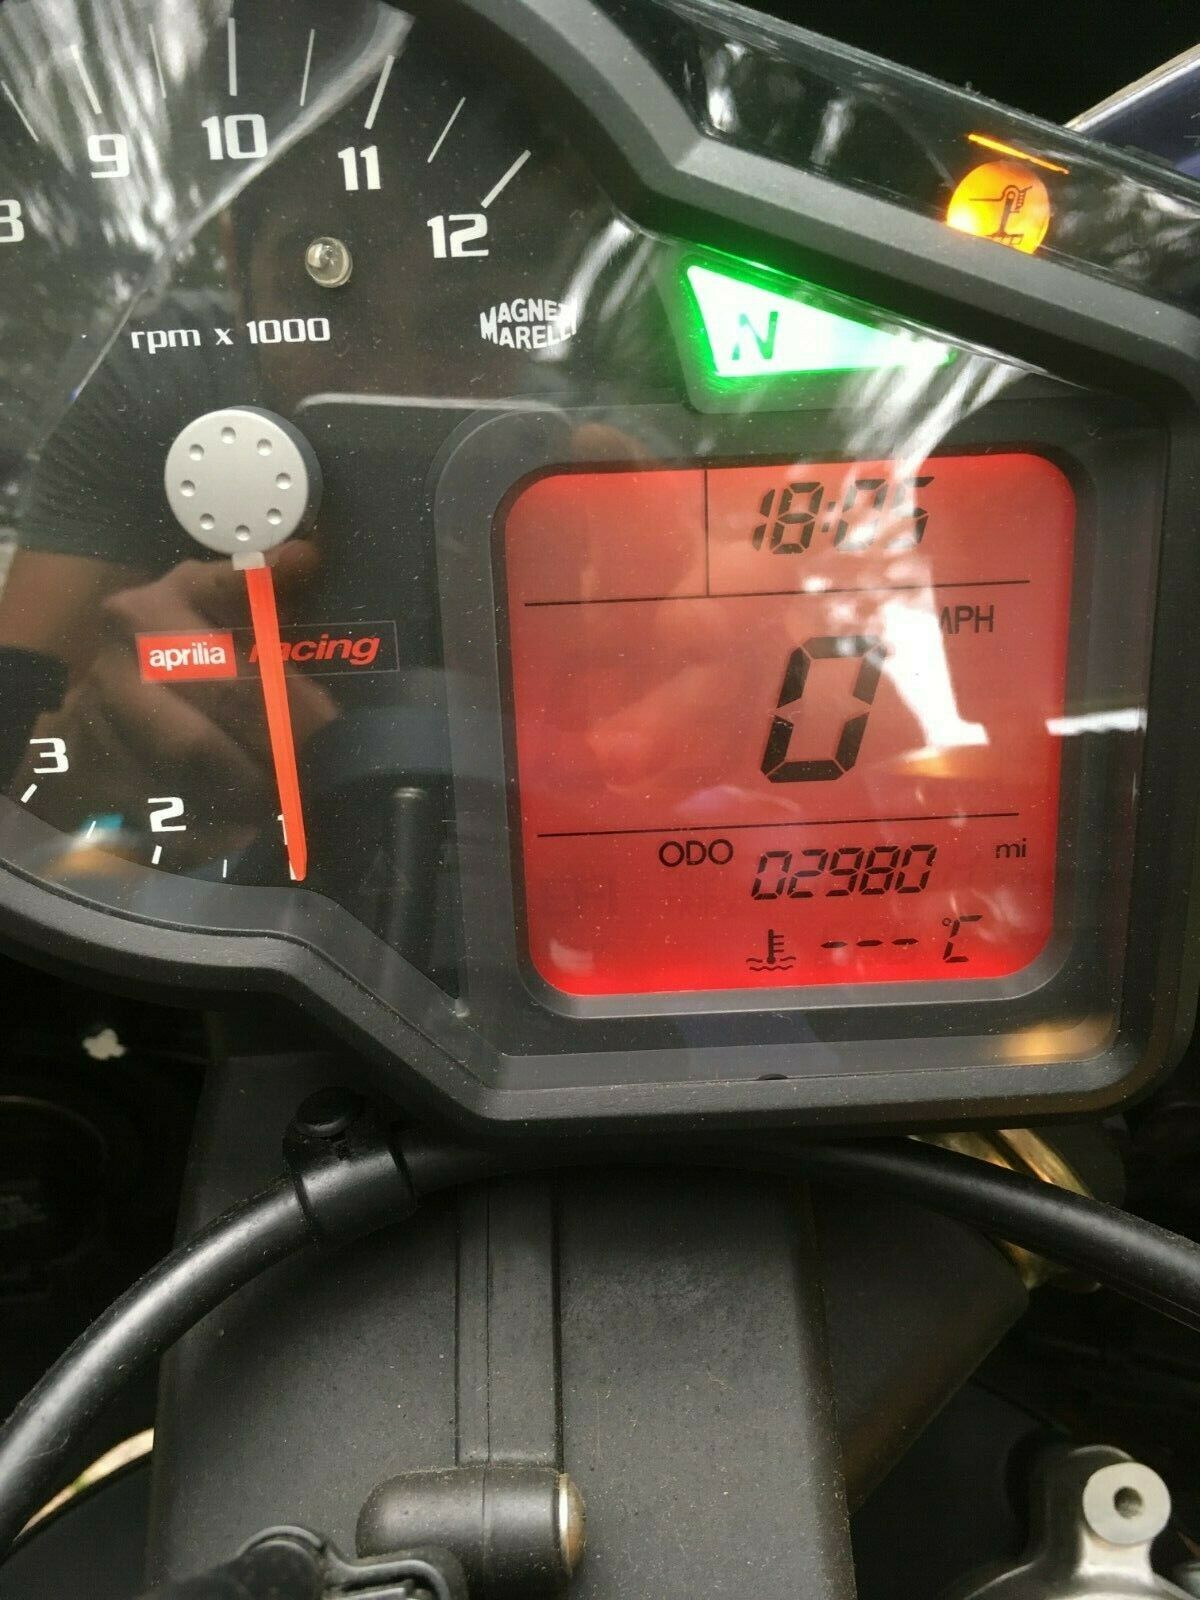 8
9
10
11
12
rpm x 1000
MAGNETI
MARELLI
N
18:05
MPH
0
aprilia racing
3
2
1
ODO 02980 mi
--- °C